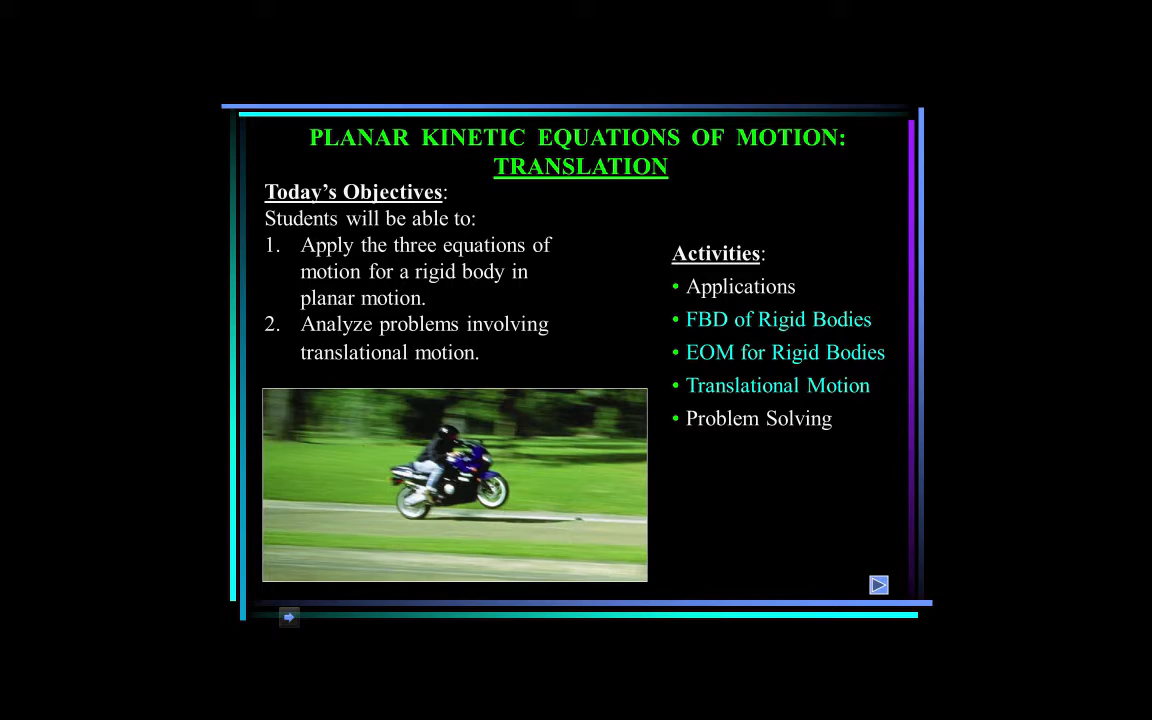 PLANAR KINETIC EQUATIONS OF MOTION:
TRANSLATION
Today’s Objectives:
Students will be able to:
1. Apply the three equations of
motion for a rigid body in
planar motion.
2. Analyze problems involving
translational motion.
Activities:
• Applications
• FBD of Rigid Bodies
• EOM for Rigid Bodies
• Translational Motion
• Problem Solving